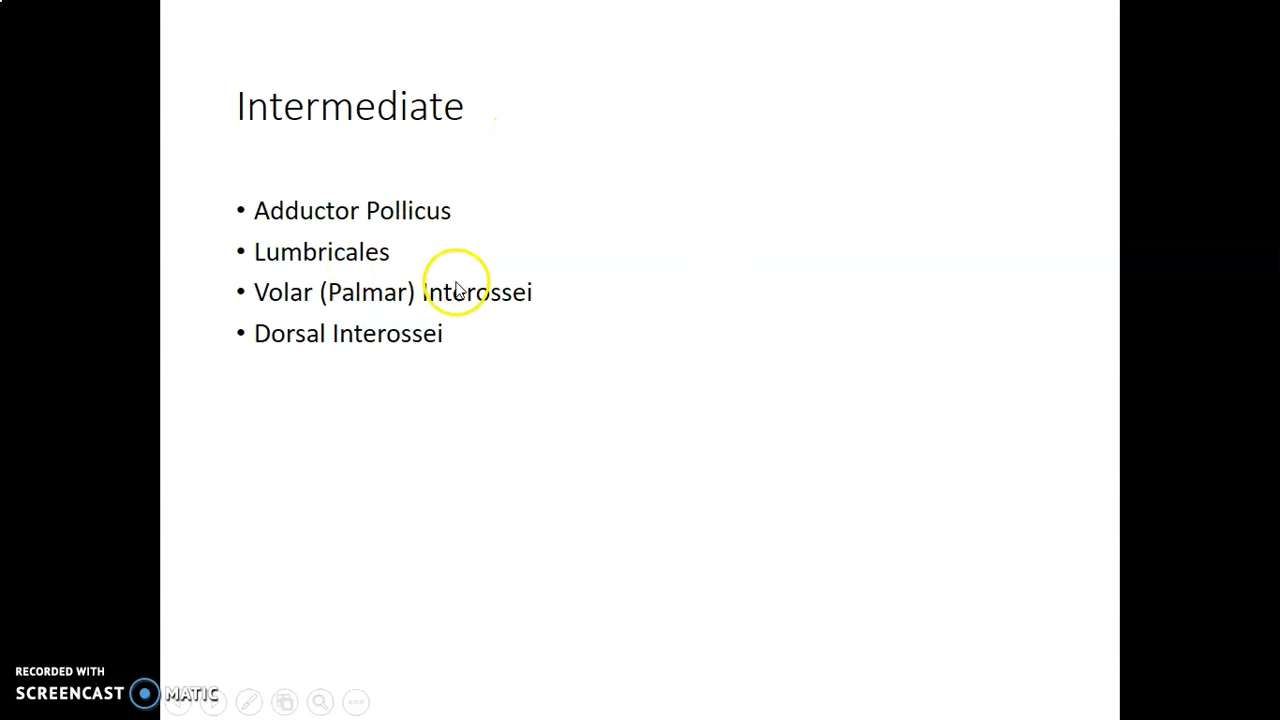 Intermediate
• Adductor Pollicus
• Lumbricales
• Volar (Palmar) Interossei
• Dorsal Interossei
RECORDED WITH
SCREENCAST MATIC